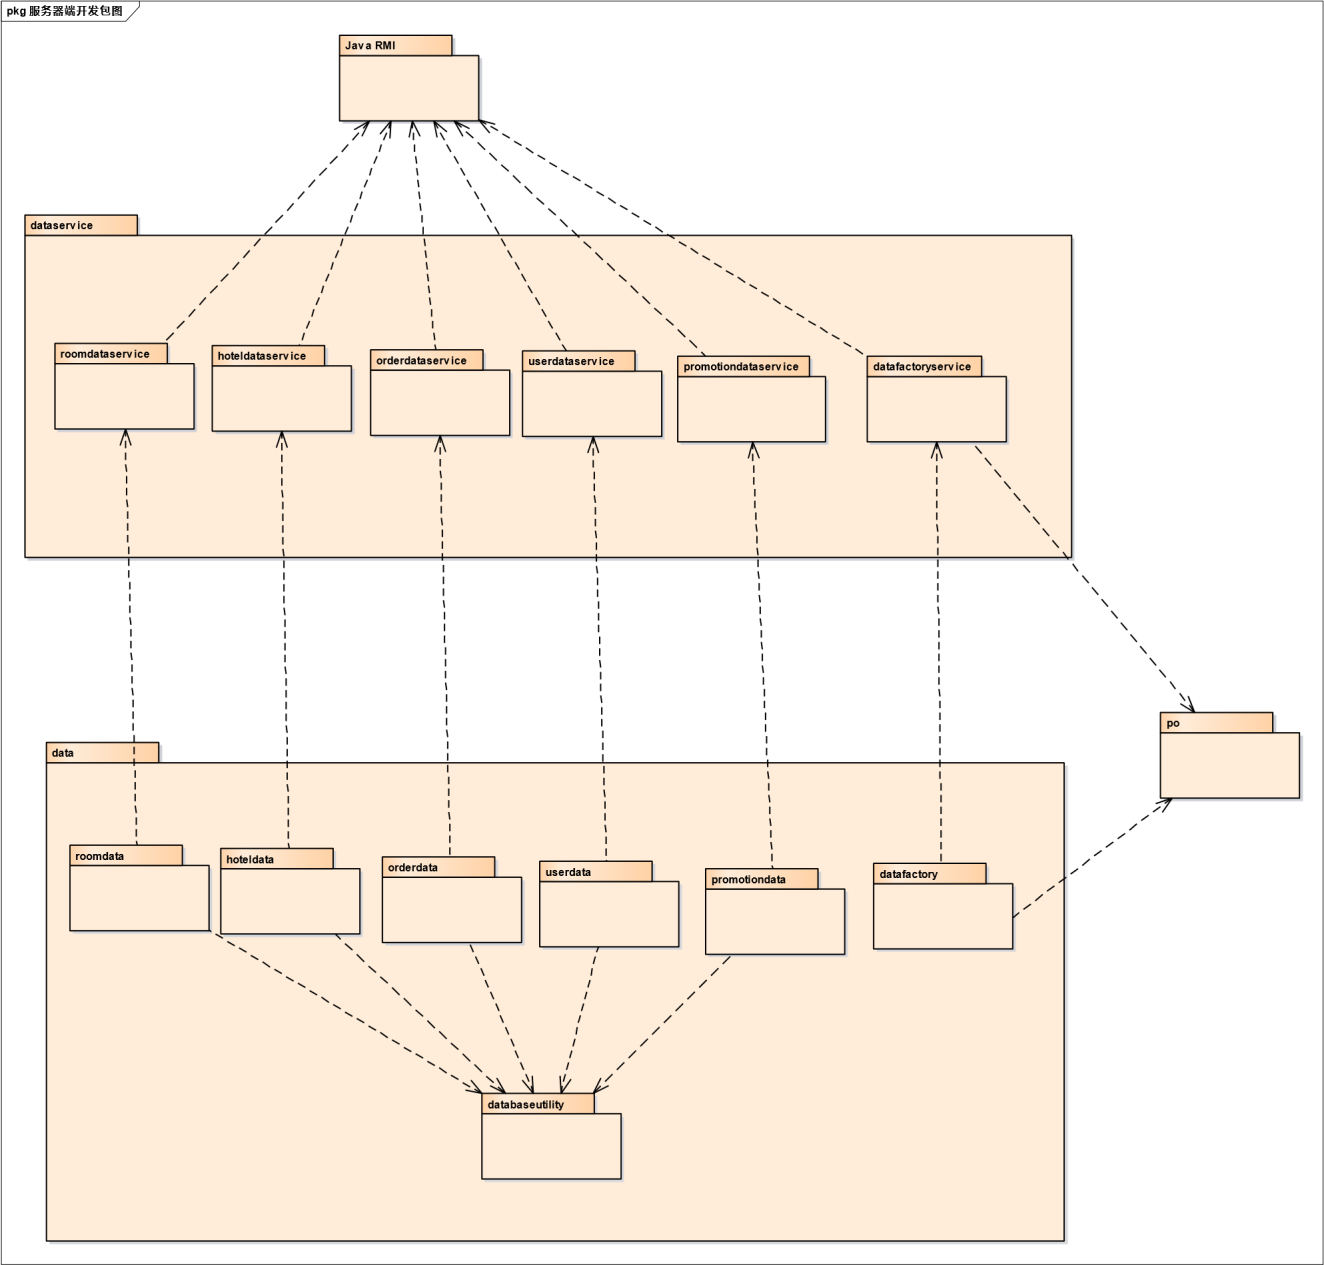 pkg 服务器端开发包图
Java RMI
dataservice
roomdataservice
hoteldataservice
orderdataservice
userdataservice
promotiondataservice
datafactoryservice
po
data
roomdata
hoteldata
orderdata
userdata
promotiondata
datafactory
databaseutility